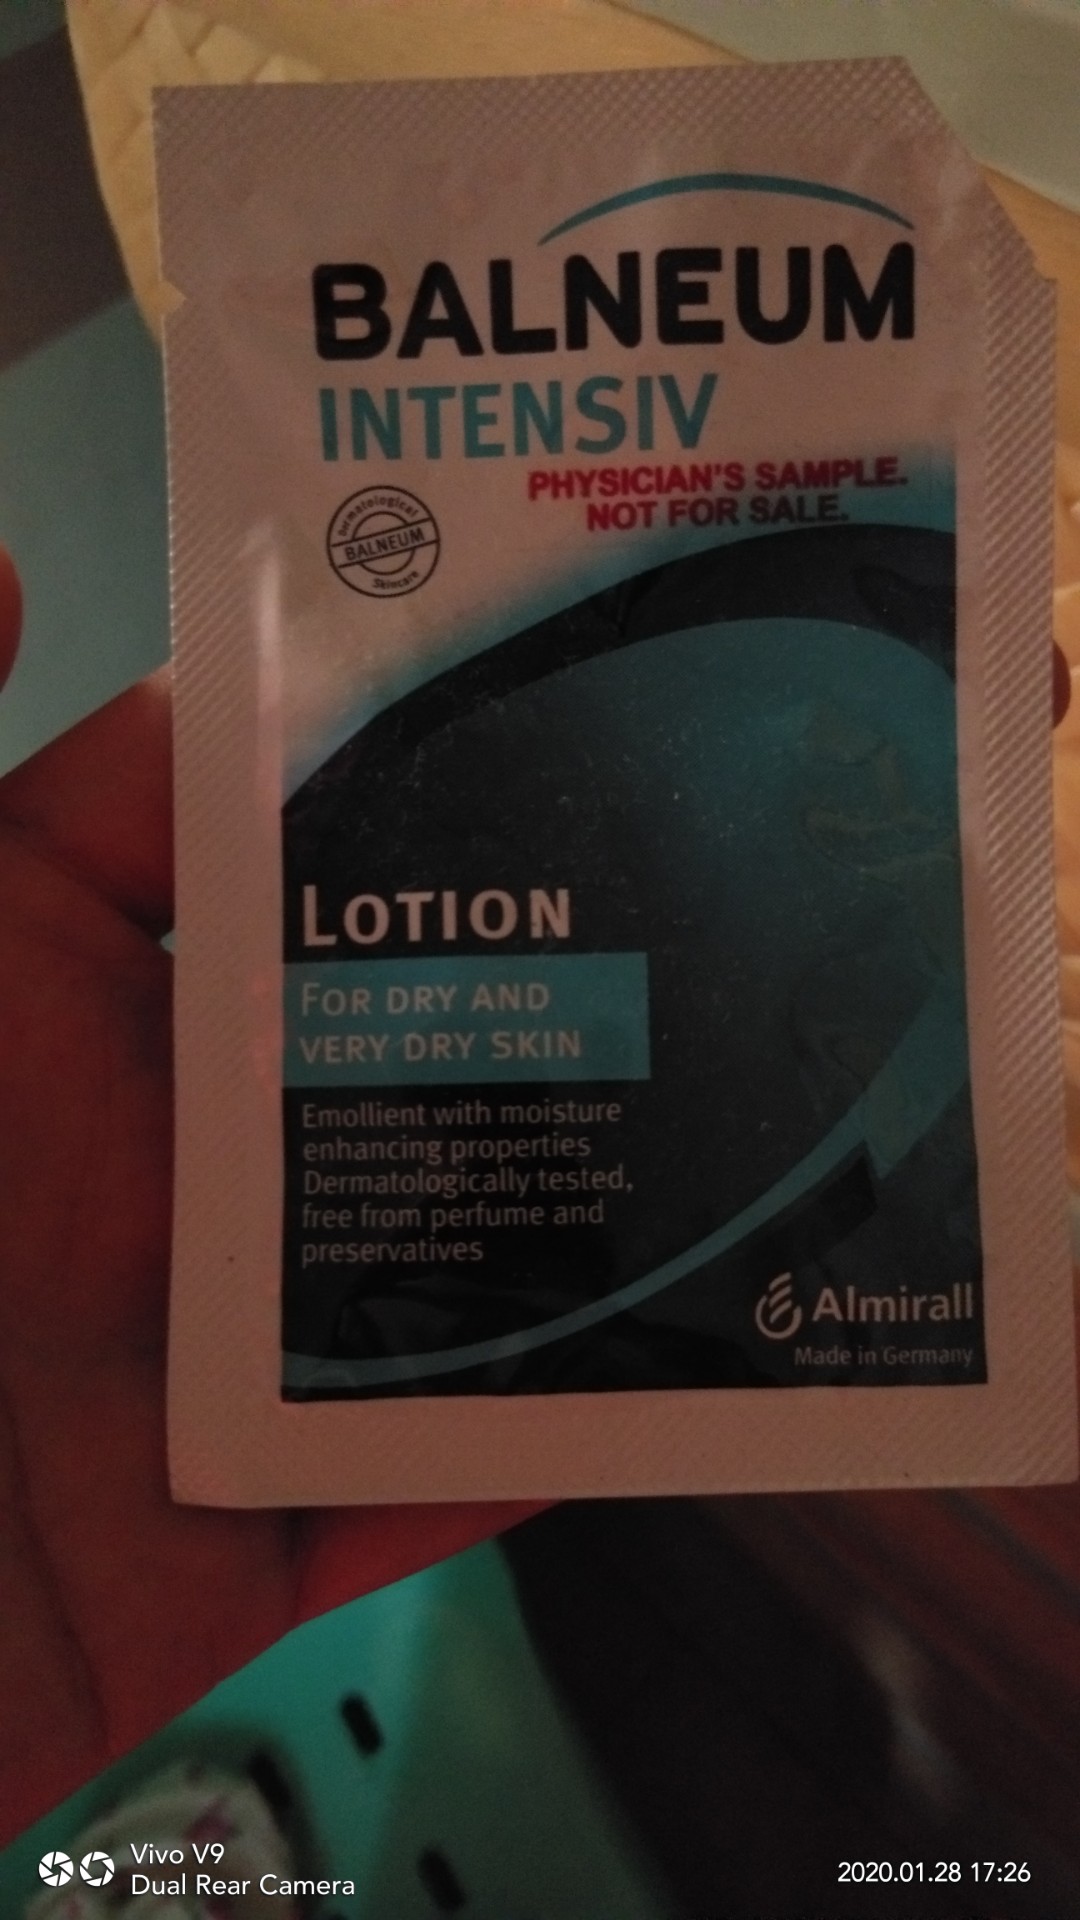 BALNEUM
INTENSIV
PHYSICIAN'S SAMPLE.
NOT FOR SALE.
Dermatological
BALNEUM
Skincare
LOTION
FOR DRY AND
VERY DRY SKIN
Emollient with moisture
enhancing properties
Dermatologically tested,
free from perfume and
preservatives
Almirall
Made in Germany
Vivo V9
Dual Rear Camera
2020.01.28 17:26